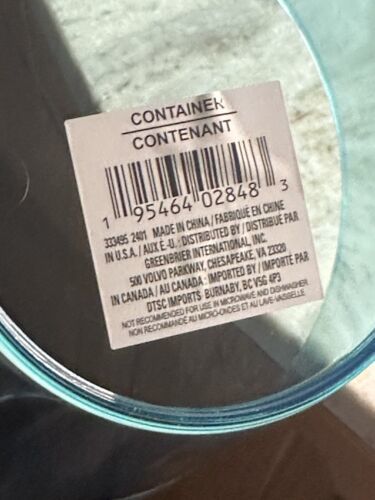 CONTAINER
CONTENANT
1 95464 02848 3
333495 2401 MADE IN CHINA / FABRIQUÉ EN CHINE
IN U.S.A. / AUX É.-U. : DISTRIBUTED BY / DISTRIBUÉ PAR
GREENBRIER INTERNATIONAL, INC.
500 VOLVO PARKWAY, CHESAPEAKE, VA 23320
IN CANADA / AU CANADA : IMPORTED BY / IMPORTÉ PAR
DTSC IMPORTS BURNABY, BC V5G 4P3
NOT RECOMMENDED FOR USE IN MICROWAVE AND DISHWASHER
NON RECOMMANDÉ AU MICRO-ONDES ET AU LAVE-VAISSELLE